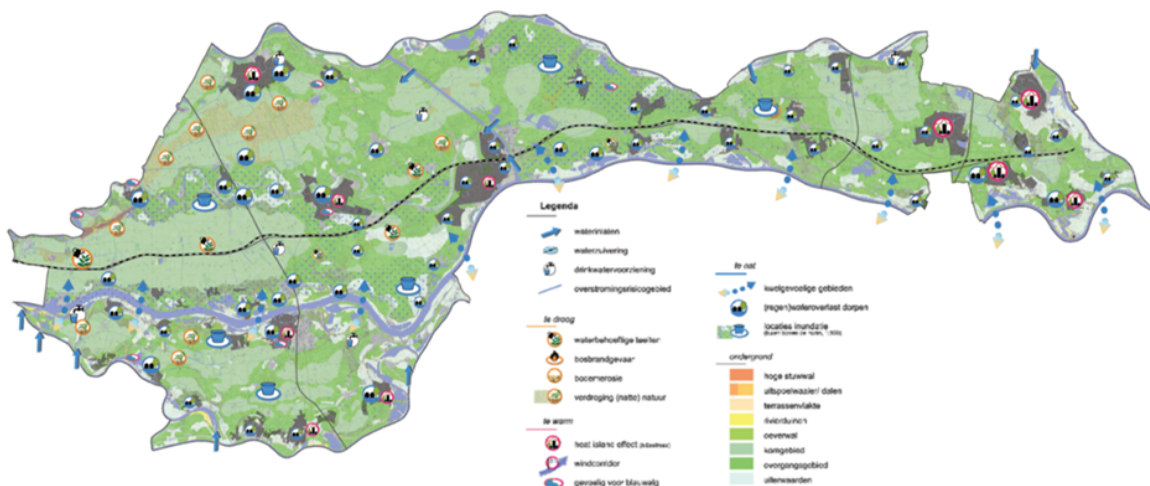 Legenda
waterinlaten
waterzuivering
drinkwatervoorziening
overstromingsrisicogebied
te droog
waterbehoeftige teelten
bosbrandgevaar
bodemerosie
verdroging (natte) natuur
te warm
heat island effect
windcorridor
gevoelig voor blauwalg
te nat
kwelgevoelige gebieden
(regen)wateroverlast dorpen
locaties inundatie
ondergrond
hoge stuwwal
uitspoelwaaier/ dalen
terrassenvlakte
rivierduinen
oeverwal
komgebied
overgangsgebied
uiterwaarden